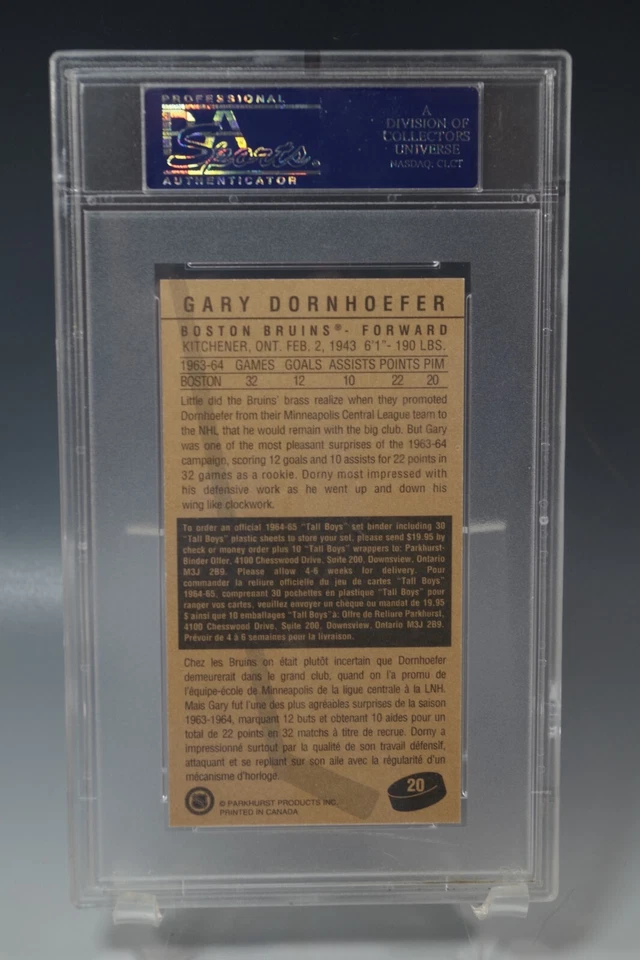 PROFESSIONAL
PSA
Sports.
AUTHENTICATOR
A
DIVISION OF
COLLECTORS
UNIVERSE
NASDAQ: CLCT
GARY DORNHOEFER
BOSTON BRUINS® - FORWARD
KITCHENER, ONT. FEB. 2, 1943 6'1"- 190 LBS.
1963-64 GAMES GOALS ASSISTS POINTS PIM
BOSTON 32 12 10 22 20
Little did the Bruins' brass realize when they promoted
Dornhoefer from their Minneapolis Central League team to
the NHL that he would remain with the big club. But Gary
was one of the most pleasant surprises of the 1963-64
campaign, scoring 12 goals and 10 assists for 22 points in
32 games as a rookie. Dorny most impressed with
his defensive work as he went up and down his
wing like clockwork.
To order an official 1964-65 "Tall Boys" set binder including 30
"Tall Boys" plastic sheets to store your set, please send $19.95 by
check or money order plus 10 "Tall Boys" wrappers to: Parkhurst-
Binder Offer, 4100 Chesswood Drive, Suite 200, Downsview, Ontario
M3J 2B9. Please allow 4-6 weeks for delivery. Pour
commander la reliure officielle du jeu de cartes "Tall Boys"
1964-65, comprenant 30 pochettes en plastique "Tall Boys" pour
ranger vos cartes, veuillez envoyer un chèque ou mandat de 19,95
$ ainsi que 10 emballages "Tall Boys" à: Offre de Reliure Parkhurst,
4100 Chesswood Drive, Suite 200, Downsview, Ontario M3J 2B9.
Prévoir de 4 à 6 semaines pour la livraison.
Chez les Bruins on était plutôt incertain que Dornhoefer
demeurerait dans le grand club, quand on l'a promu de
l'équipe-école de Minneapolis de la ligue centrale à la LNH.
Mais Gary fut l'une des plus agréables surprises de la saison
1963-1964, marquant 12 buts et obtenant 10 aides pour un
total de 22 points en 32 matchs à titre de recrue. Dorny a
impressionné surtout par la qualité de son travail défensif,
attaquant et se repliant sur son aile avec la régularité d'un
mécanisme d'horloge.
20
© PARKHURST PRODUCTS INC.
PRINTED IN CANADA